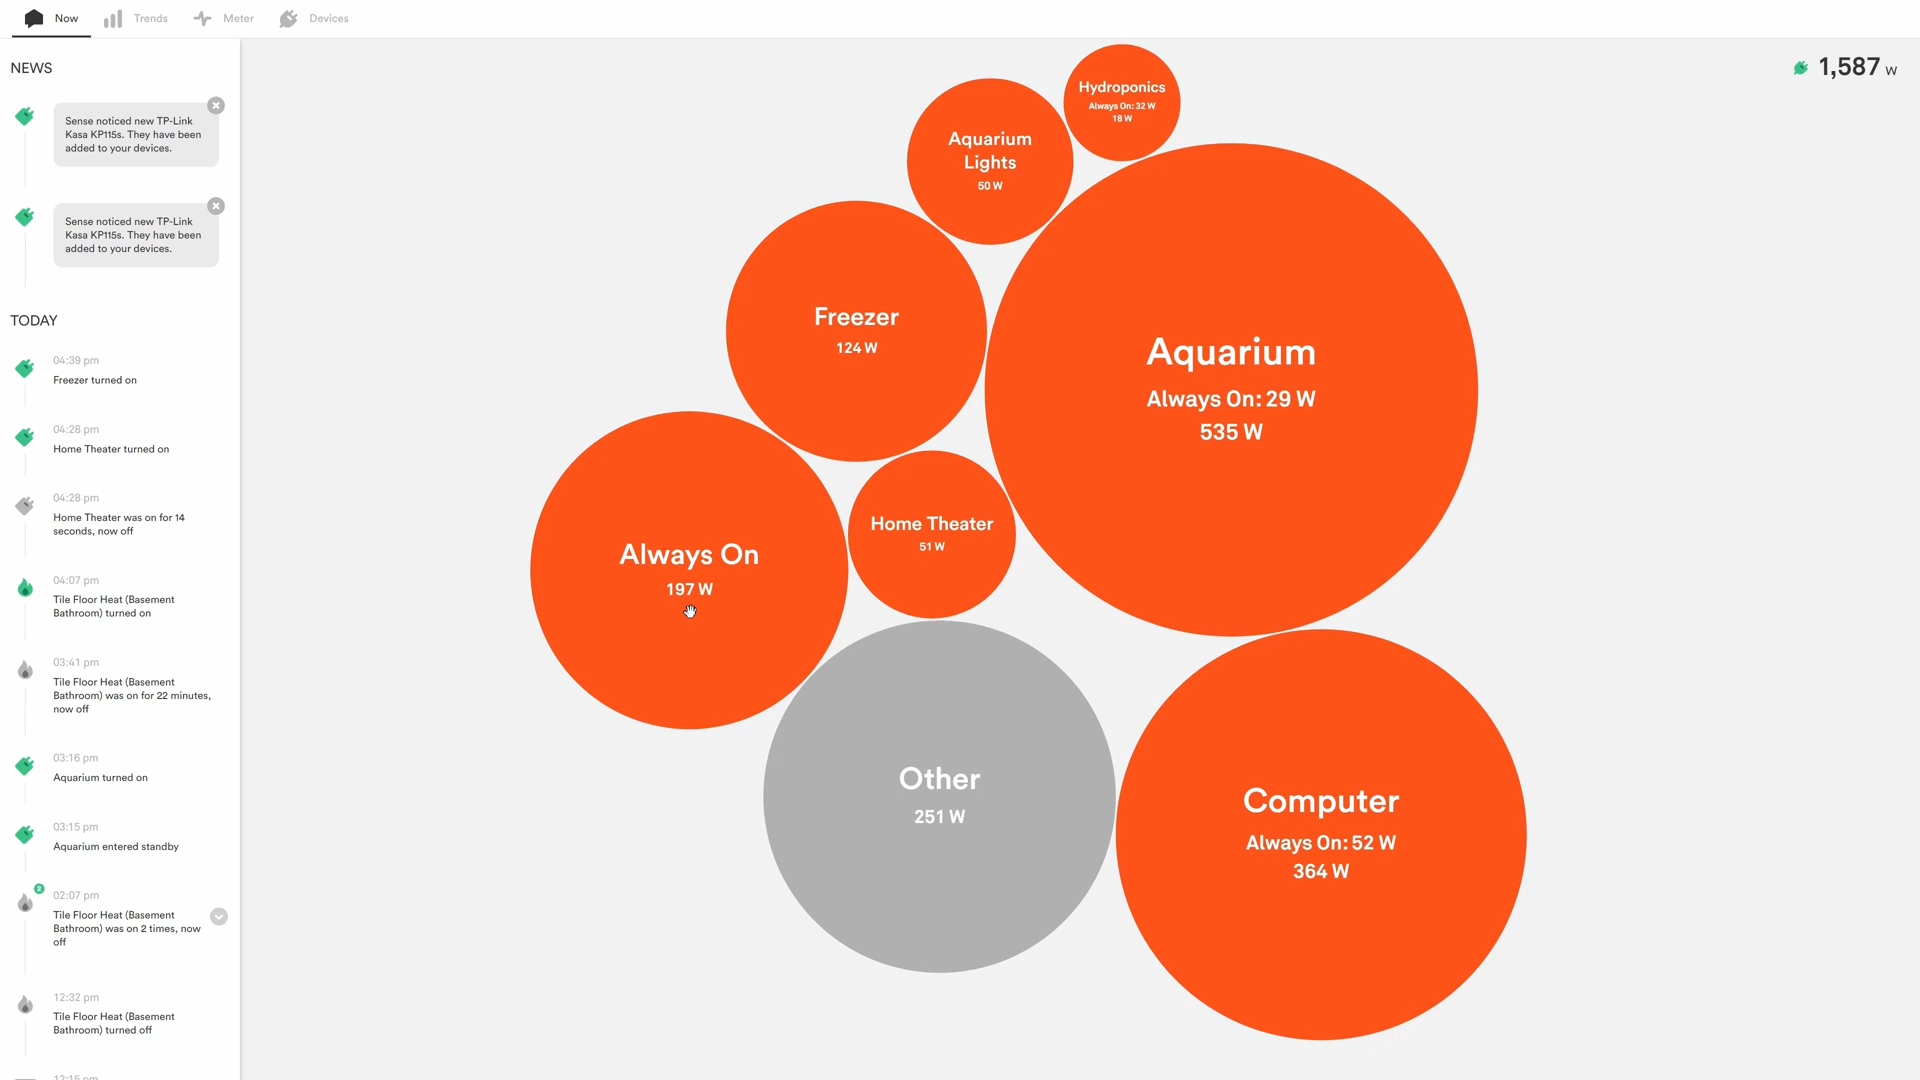 Now
Trends
Meter
Devices
NEWS
Sense noticed new TP-Link
Kasa KP115s. They have been
added to your devices.
Sense noticed new TP-Link
Kasa KP115s. They have been
added to your devices.
TODAY
04:39 pm
Freezer turned on
04:28 pm
Home Theater turned on
04:28 pm
Home Theater was on for 14
seconds, now off
04:07 pm
Tile Floor Heat (Basement
Bathroom) turned on
03:41 pm
Tile Floor Heat (Basement
Bathroom) was on for 22 minutes,
now off
03:16 pm
Aquarium turned on
03:15 pm
Aquarium entered standby
2
02:07 pm
Tile Floor Heat (Basement
Bathroom) was on 2 times, now
off
12:32 pm
Tile Floor Heat (Basement
Bathroom) turned off
1,587 w
Hydroponics
Always On: 32 W
18 W
Aquarium
Lights
50 W
Freezer
124 W
Aquarium
Always On: 29 W
535 W
Home Theater
51 W
Always On
197 W
Other
251 W
Computer
Always On: 52 W
364 W